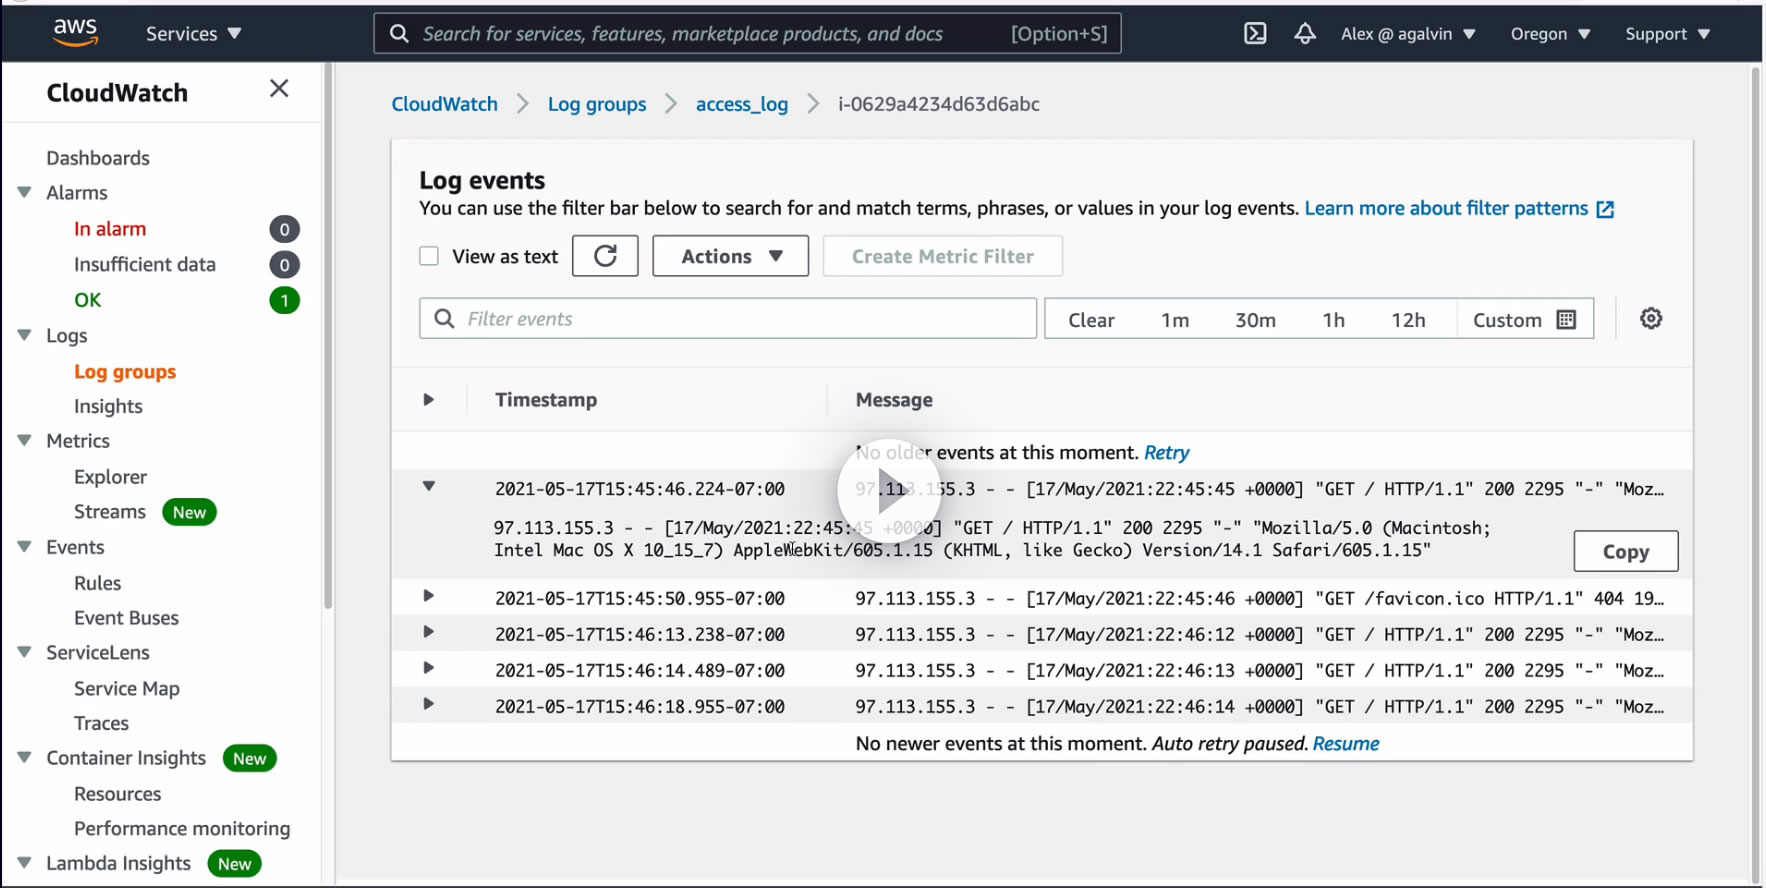 aws Services Search for services, features, marketplace products, and docs [Option+S] Alex @ agalvin Oregon Support
CloudWatch
Dashboards
Alarms
In alarm 0
Insufficient data 0
OK 1
Logs
Log groups
Insights
Metrics
Explorer
Streams New
Events
Rules
Event Buses
ServiceLens
Service Map
Traces
Container Insights New
Resources
Performance monitoring
Lambda Insights New
CloudWatch Log groups access_log i-0629a4234d63d6abc
Log events
You can use the filter bar below to search for and match terms, phrases, or values in your log events. Learn more about filter patterns
View as text Actions Create Metric Filter
Filter events Clear 1m 30m 1h 12h Custom
Timestamp Message
No older events at this moment. Retry
2021-05-17T15:45:46.224-07:00 97.113.155.3 - - [17/May/2021:22:45:45 +0000] "GET / HTTP/1.1" 200 2295 "-" "Moz…
97.113.155.3 - - [17/May/2021:22:45:45 +0000] "GET / HTTP/1.1" 200 2295 "-" "Mozilla/5.0 (Macintosh;
Intel Mac OS X 10_15_7) AppleWebKit/605.1.15 (KHTML, like Gecko) Version/14.1 Safari/605.1.15"
Copy
2021-05-17T15:45:50.955-07:00 97.113.155.3 - - [17/May/2021:22:45:46 +0000] "GET /favicon.ico HTTP/1.1" 404 19…
2021-05-17T15:46:13.238-07:00 97.113.155.3 - - [17/May/2021:22:46:12 +0000] "GET / HTTP/1.1" 200 2295 "-" "Moz…
2021-05-17T15:46:14.489-07:00 97.113.155.3 - - [17/May/2021:22:46:13 +0000] "GET / HTTP/1.1" 200 2295 "-" "Moz…
2021-05-17T15:46:18.955-07:00 97.113.155.3 - - [17/May/2021:22:46:14 +0000] "GET / HTTP/1.1" 200 2295 "-" "Moz…
No newer events at this moment. Auto retry paused. Resume